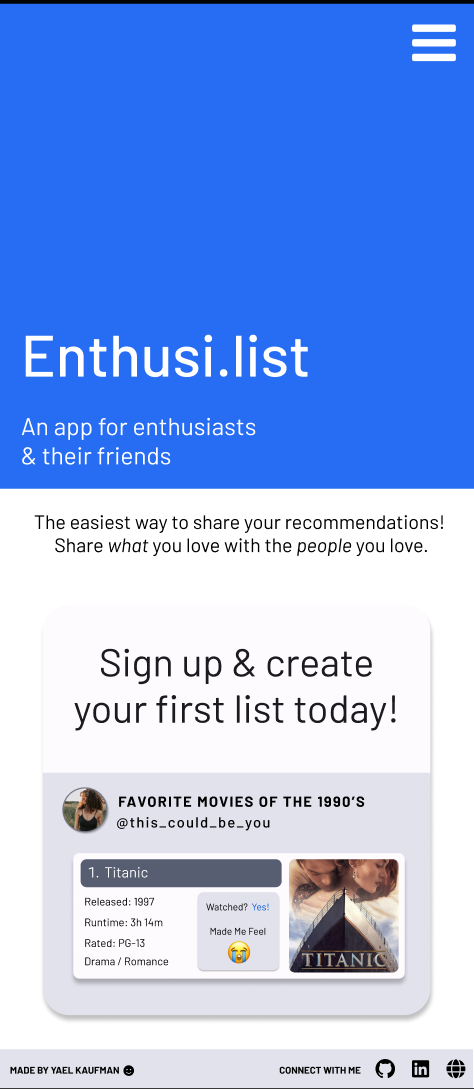 Enthusi.list
An app for enthusiasts
& their friends
The easiest way to share your recommendations!
Share what you love with the people you love.
Sign up & create
your first list today!
FAVORITE MOVIES OF THE 1990'S
@this_could_be_you
1. Titanic
Released: 1997
Runtime: 3h 14m
Rated: PG-13
Drama / Romance
Watched? Yes!
Made Me Feel
TITANIC
MADE BY YAEL KAUFMAN
CONNECT WITH ME
in